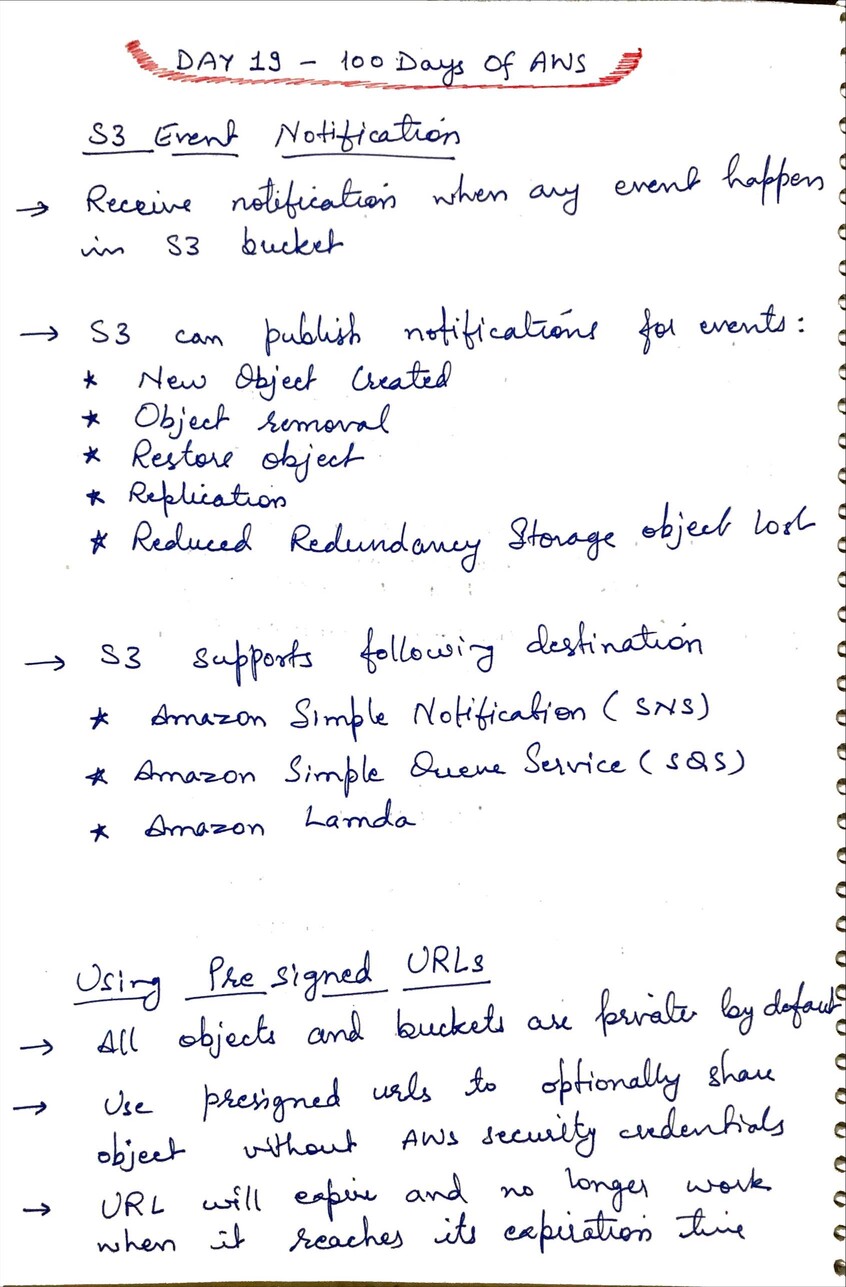 DAY 19 - 100 Days Of AWS
S3 Event Notification
→ Receive notification when any event happen
in S3 bucket
→ S3 can publish notifications for events:
* New Object Created
* Object removal
* Restore object
* Replication
* Reduced Redundancy Storage object lost
→ S3 supports following destination
* Amazon Simple Notification (SNS)
* Amazon Simple Queue Service (SQS)
* Amazon Lamda
Using Pre signed URLs
→ All objects and buckets are private by default
→ Use presigned urls to optionally share
object without AWS security credentials
→ URL will expire and no longer work
when it reaches its expiration time